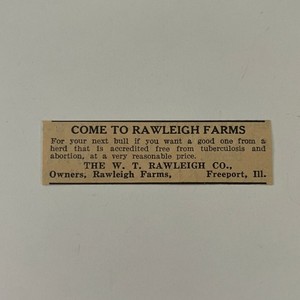 COME TO RAWLEIGH FARMS
For your next bull if you want a good one from a
herd that is accredited free from tuberculosis and
abortion, at a very reasonable price.
THE W. T. RAWLEIGH CO.,
Owners, Rawleigh Farms, Freeport, Ill.